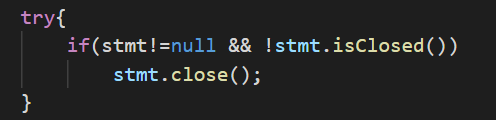 try{
    if(stmt!=null && !stmt.isClosed())
        stmt.close();
}